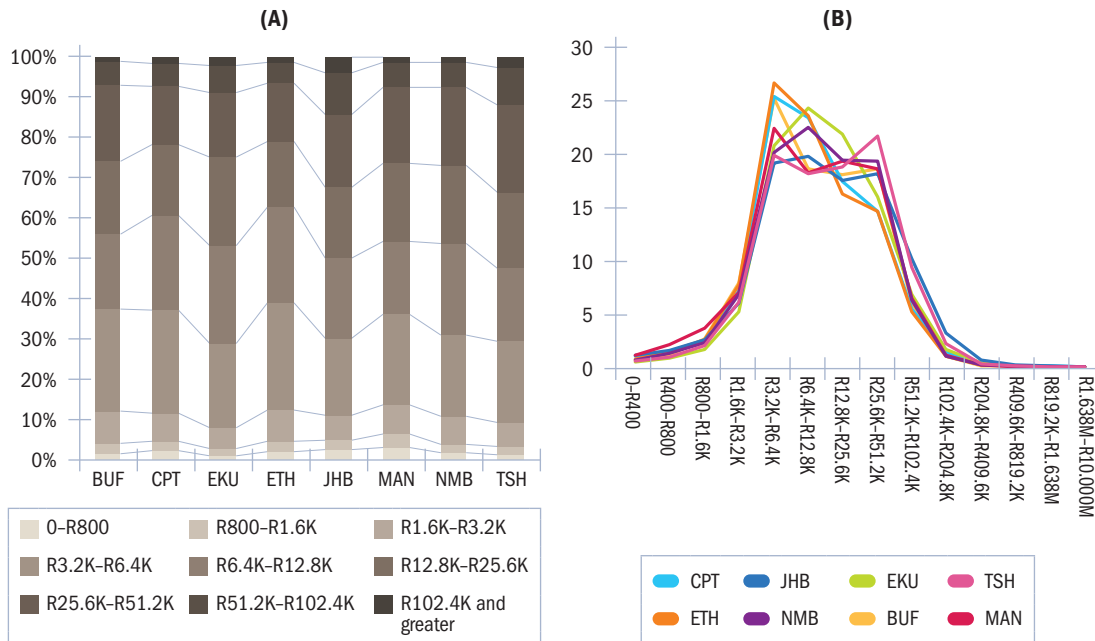 (A)
100%
90%
80%
70%
60%
50%
40%
30%
20%
10%
0%
BUF CPT EKU ETH JHB MAN NMB TSH
0–R800 R800–R1.6K R1.6K–R3.2K
R3.2K–R6.4K R6.4K–R12.8K R12.8K–R25.6K
R25.6K–R51.2K R51.2K–R102.4K R102.4K and
greater
(B)
30
25
20
15
10
5
0
0–R400
R400–R800
R800–R1.6K
R1.6K–R3.2K
R3.2K–R6.4K
R6.4K–R12.8K
R12.8K–R25.6K
R25.6K–R51.2K
R51.2K–R102.4K
R102.4K–R204.8K
R204.8K–R409.6K
R409.6K–R819.2K
R819.2K–R1.638M
R1.638M–R10.000M
CPT JHB EKU TSH
ETH NMB BUF MAN